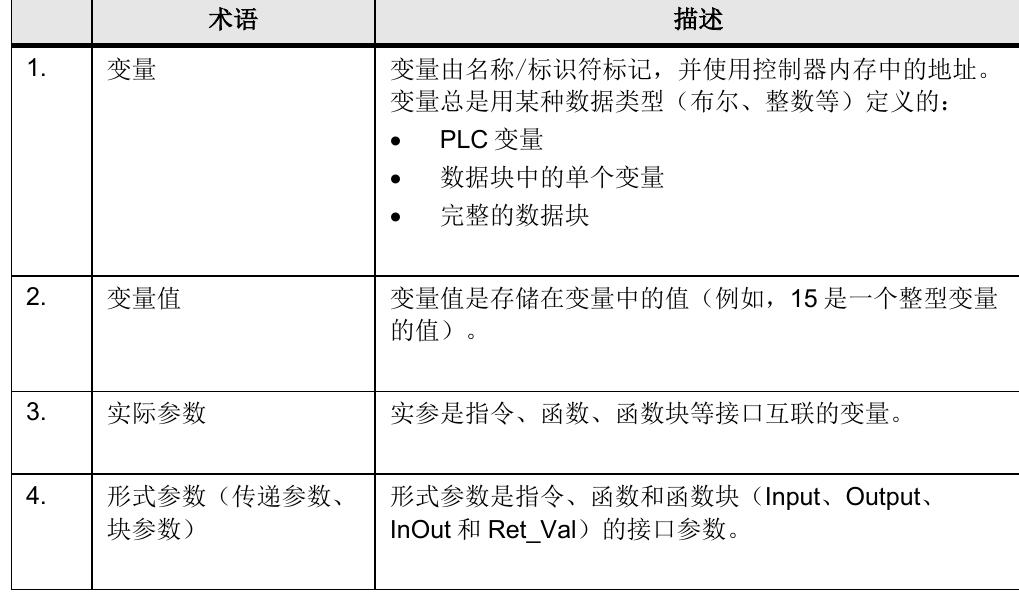 术语 描述
1. 变量 变量由名称/标识符标记，并使用控制器内存中的地址。
变量总是用某种数据类型（布尔、整数等）定义的：
• PLC 变量
• 数据块中的单个变量
• 完整的数据块
2. 变量值 变量值是存储在变量中的值（例如，15 是一个整型变量
的值）。
3. 实际参数 实参是指令、函数、函数块等接口互联的变量。
4. 形式参数（传递参数、 形式参数是指令、函数和函数块（Input、Output、
块参数） InOut 和 Ret_Val）的接口参数。